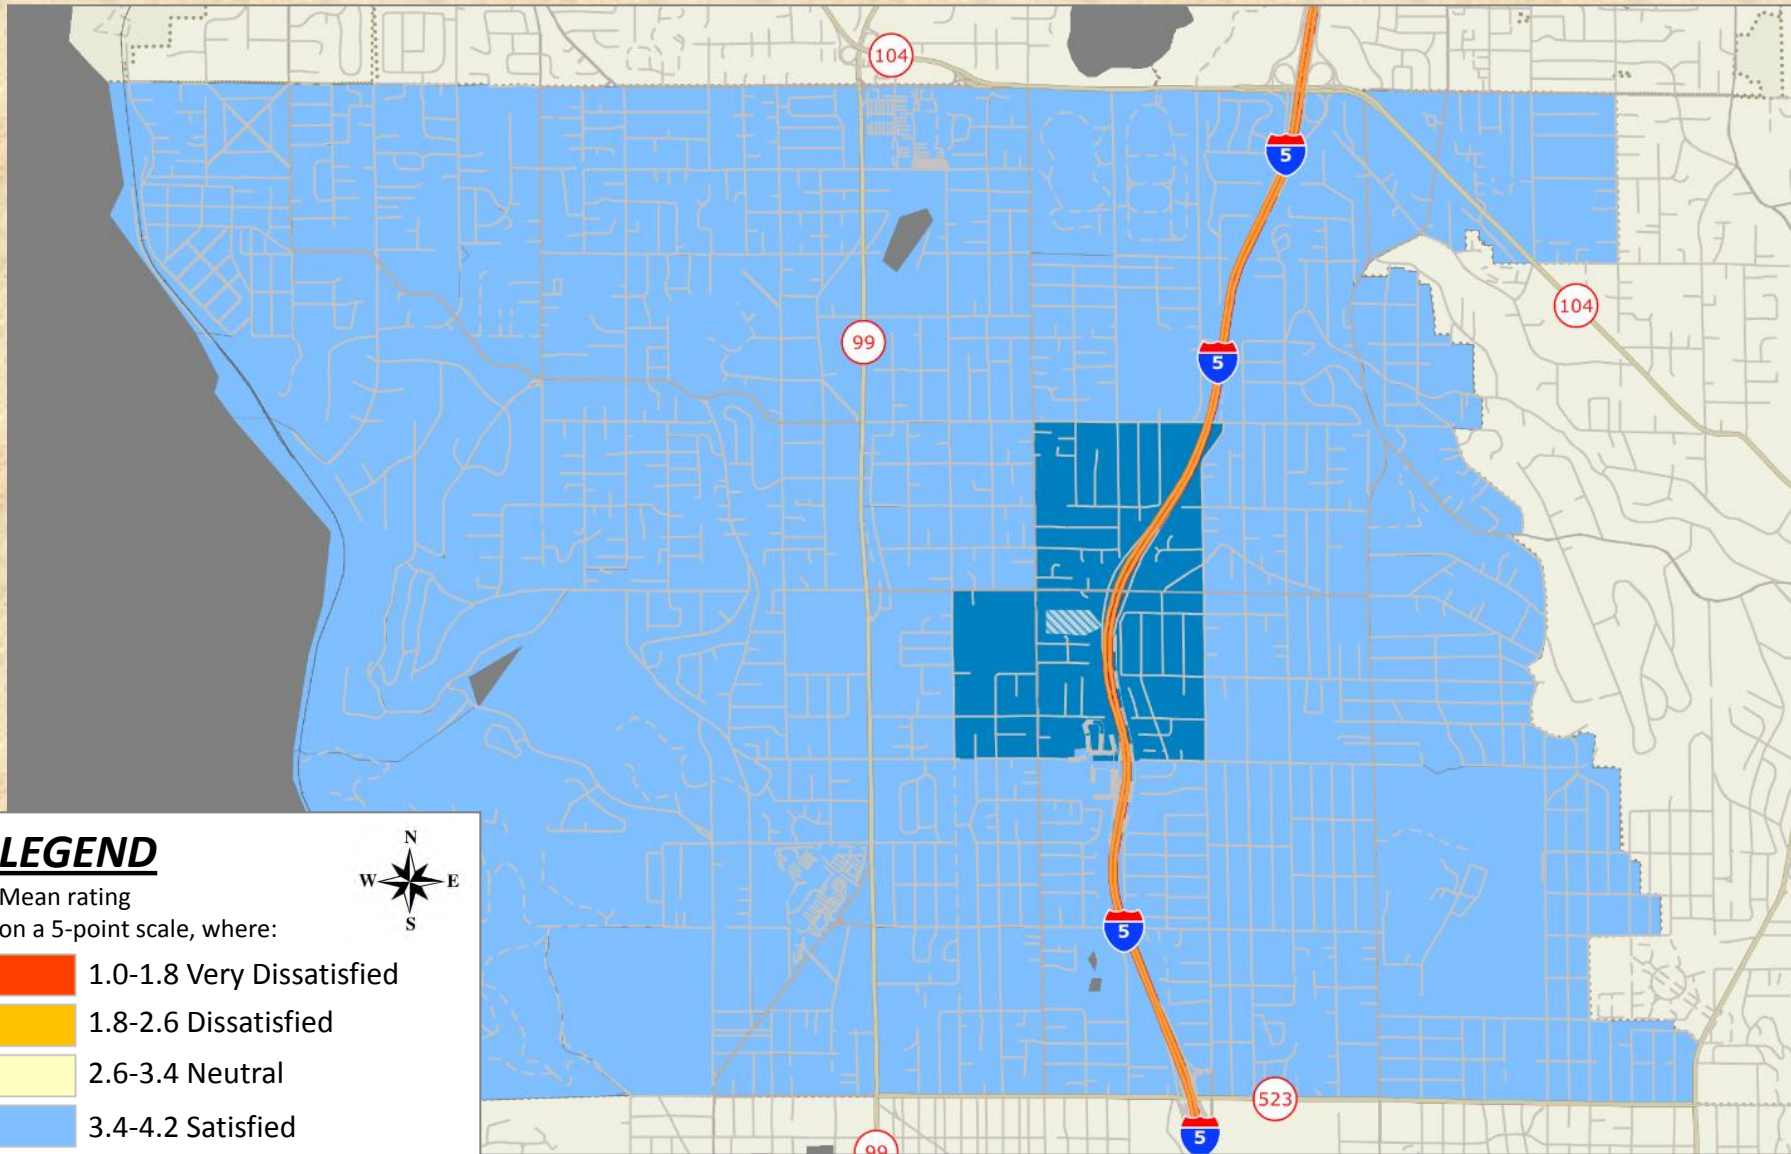 104
5
104
99
5
LEGEND
N
W E
S
Mean rating
on a 5-point scale, where:
1.0-1.8 Very Dissatisfied
1.8-2.6 Dissatisfied
2.6-3.4 Neutral
3.4-4.2 Satisfied
5
523
5
99